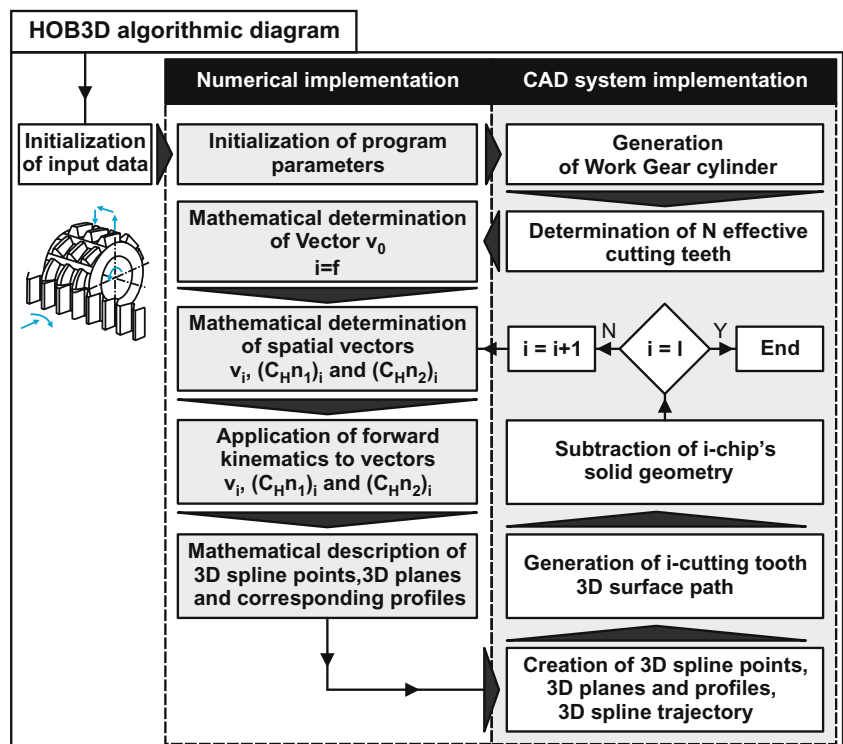 HOB3D algorithmic diagram
Numerical implementation
CAD system implementation
Initialization
of input data
Initialization of program
parameters
Generation
of Work Gear cylinder
Mathematical determination
of Vector v₀
i=f
Determination of N effective
cutting teeth
Mathematical determination
of spatial vectors
vᵢ, (C_Hn₁)ᵢ and (C_Hn₂)ᵢ
i = i+1
N
i = l
Y
End
Application of forward
kinematics to vectors
vᵢ, (C_Hn₁)ᵢ and (C_Hn₂)ᵢ
Subtraction of i-chip's
solid geometry
Mathematical description of
3D spline points,3D planes
and corresponding profiles
Generation of i-cutting tooth
3D surface path
Creation of 3D spline points,
3D planes and profiles,
3D spline trajectory